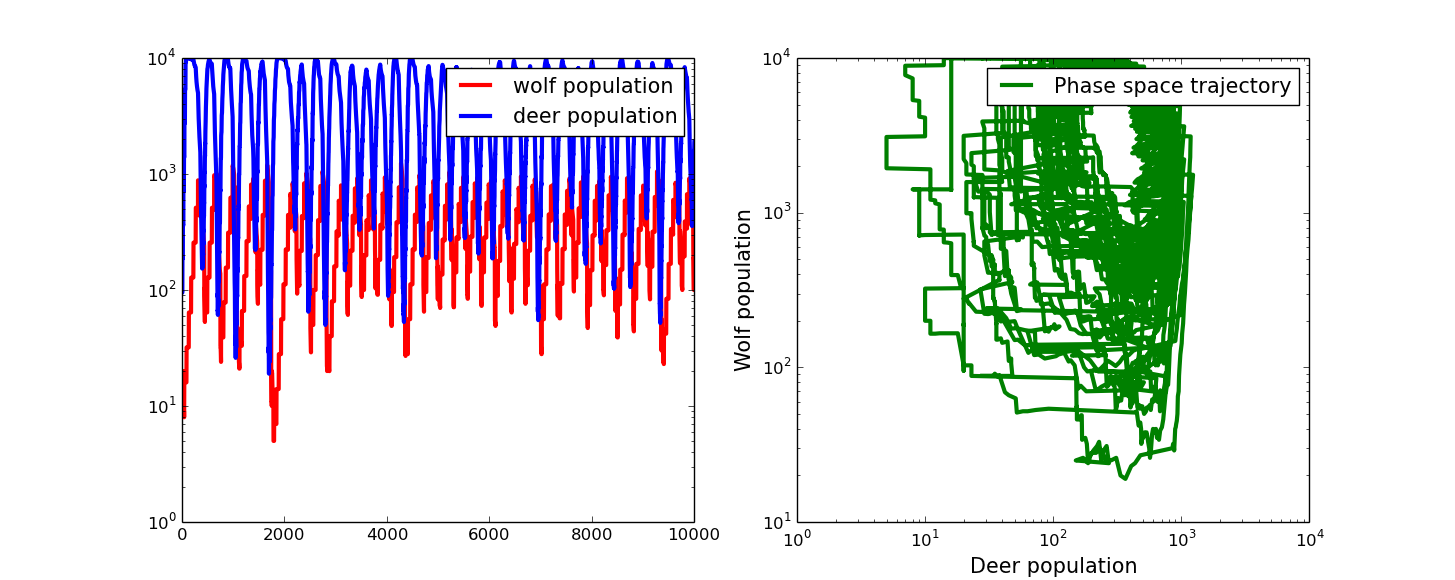 10^4
10^3
10^2
10^1
10^0
0 2000 4000 6000 8000 10000
wolf population
deer population
10^4
10^3
10^2
10^1
10^0 10^1 10^2 10^3 10^4
Phase space trajectory
Wolf population
Deer population